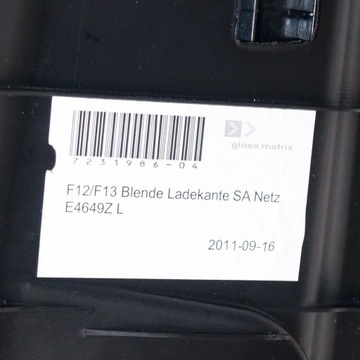 7231986-04
gloss matrix
F12/F13 Blende Ladekante SA Netz
E4649Z L
2011-09-16